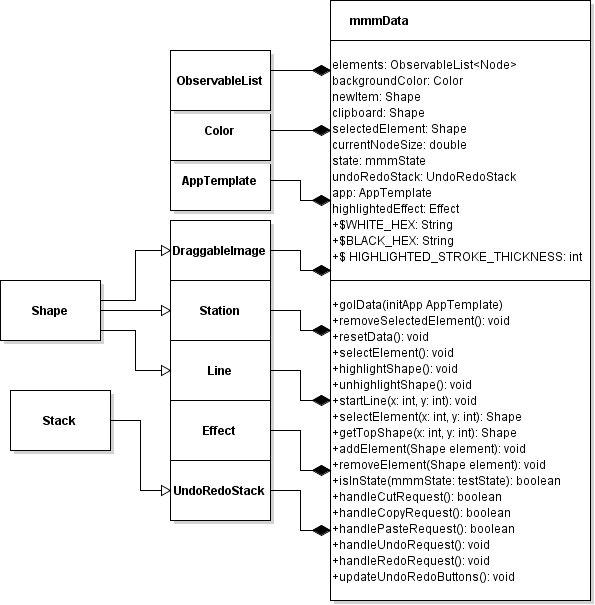 mmmData
elements: ObservableList<Node>
backgroundColor: Color
newItem: Shape
clipboard: Shape
selectedElement: Shape
currentNodeSize: double
state: mmmState
undoRedoStack: UndoRedoStack
app: AppTemplate
highlightedEffect: Effect
+$WHITE_HEX: String
+$BLACK_HEX: String
+$ HIGHLIGHTED_STROKE_THICKNESS: int
+golData(initApp AppTemplate)
+removeSelectedElement(): void
+resetData(): void
+selectElement(): void
+highlightShape(): void
+unhighlightShape(): void
+startLine(x: int, y: int): void
+selectElement(x: int, y: int): Shape
+getTopShape(x: int, y: int): Shape
+addElement(Shape element): void
+removeElement(Shape element): void
+isInState(mmmState: testState): boolean
+handleCutRequest(): boolean
+handleCopyRequest(): boolean
+handlePasteRequest(): boolean
+handleUndoRequest(): void
+handleRedoRequest(): void
+updateUndoRedoButtons(): void
ObservableList
Color
AppTemplate
DraggableImage
Station
Line
Effect
UndoRedoStack
Shape
Stack